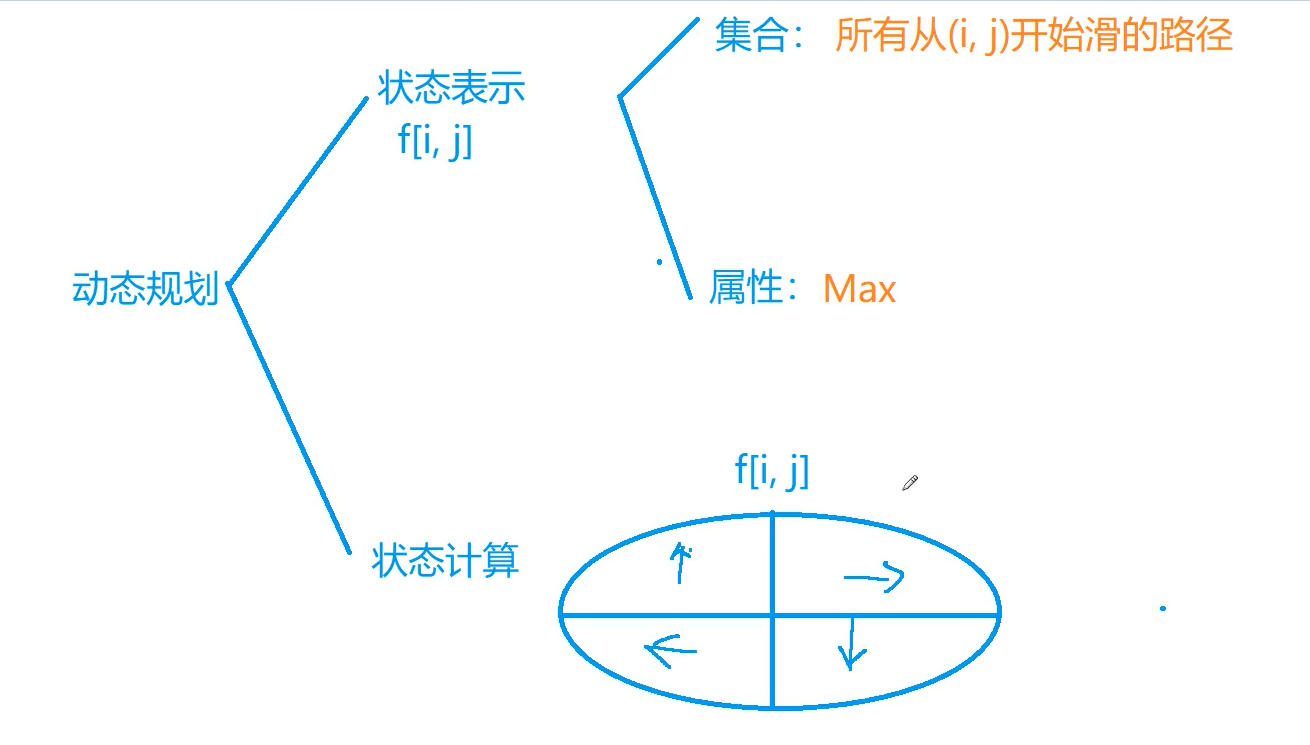 集合： 所有从(i, j)开始滑的路径
状态表示
f[i, j]
动态规划
属性：Max
f[i, j]
状态计算